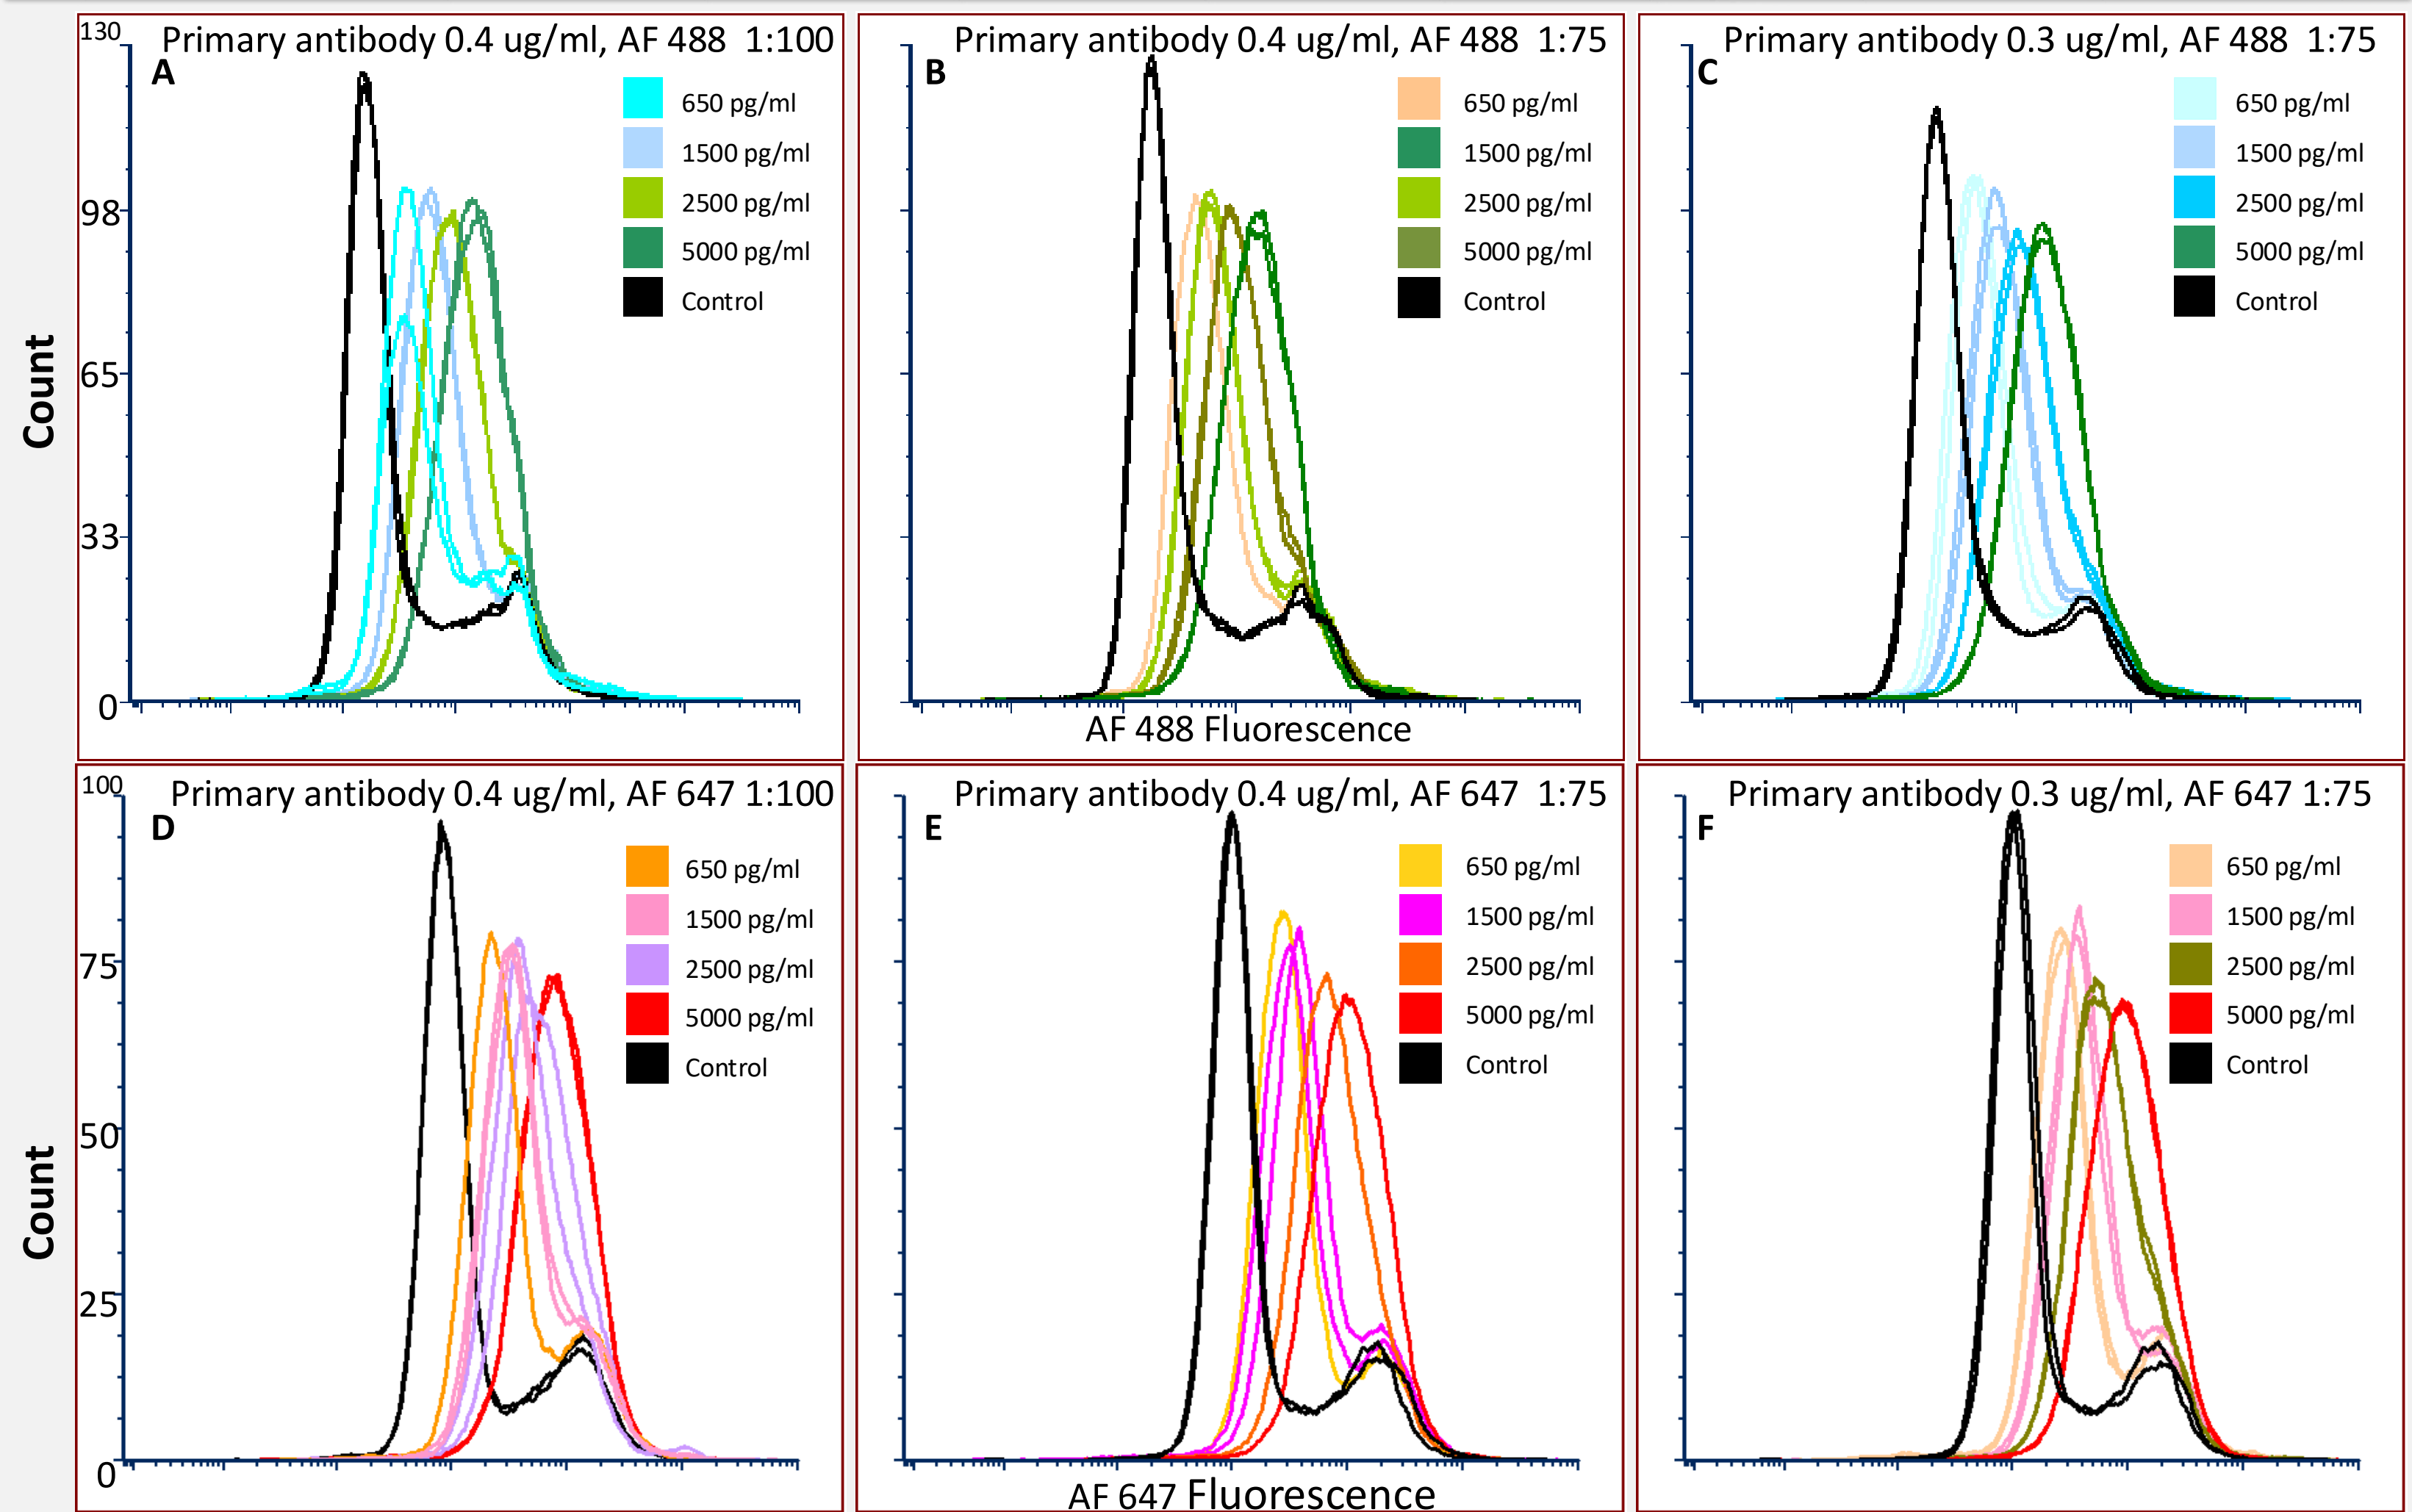 Primary antibody 0.4 ug/ml, AF 488 1:100
A
130
98
65
33
0
Count
650 pg/ml
1500 pg/ml
2500 pg/ml
5000 pg/ml
Control
Primary antibody 0.4 ug/ml, AF 488 1:75
B
650 pg/ml
1500 pg/ml
2500 pg/ml
5000 pg/ml
Control
AF 488 Fluorescence
Primary antibody 0.3 ug/ml, AF 488 1:75
C
650 pg/ml
1500 pg/ml
2500 pg/ml
5000 pg/ml
Control
Primary antibody 0.4 ug/ml, AF 647 1:100
D
100
75
50
25
0
Count
650 pg/ml
1500 pg/ml
2500 pg/ml
5000 pg/ml
Control
Primary antibody 0.4 ug/ml, AF 647 1:75
E
650 pg/ml
1500 pg/ml
2500 pg/ml
5000 pg/ml
Control
AF 647 Fluorescence
Primary antibody 0.3 ug/ml, AF 647 1:75
F
650 pg/ml
1500 pg/ml
2500 pg/ml
5000 pg/ml
Control